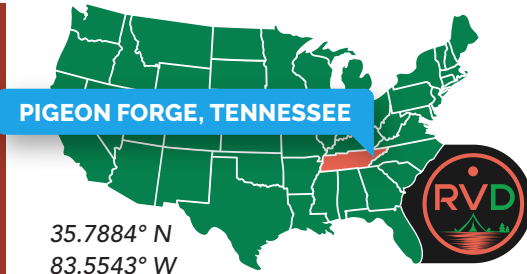 PIGEON FORGE, TENNESSEE
RVD
35.7884° N
83.5543° W